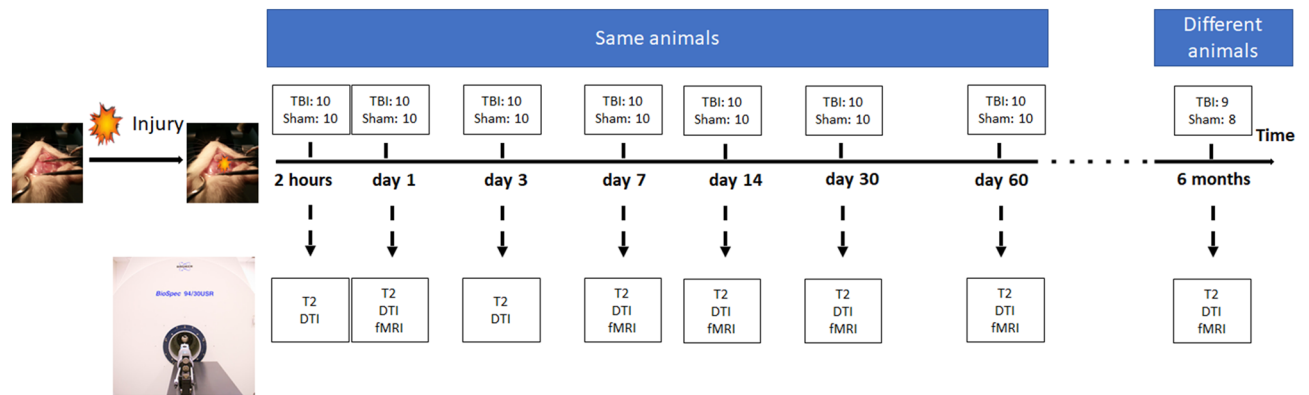 Same animals
Different
animals
TBI: 10
Sham: 10
TBI: 10
Sham: 10
TBI: 10
Sham: 10
TBI: 10
Sham: 10
TBI: 10
Sham: 10
TBI: 10
Sham: 10
TBI: 10
Sham: 10
TBI: 9
Sham: 8
Injury
Time
2 hours
day 1
day 3
day 7
day 14
day 30
day 60
6 months
BioSpec 94/30USR
T2
DTI
T2
DTI
fMRI
T2
DTI
T2
DTI
fMRI
T2
DTI
fMRI
T2
DTI
fMRI
T2
DTI
fMRI
T2
DTI
fMRI